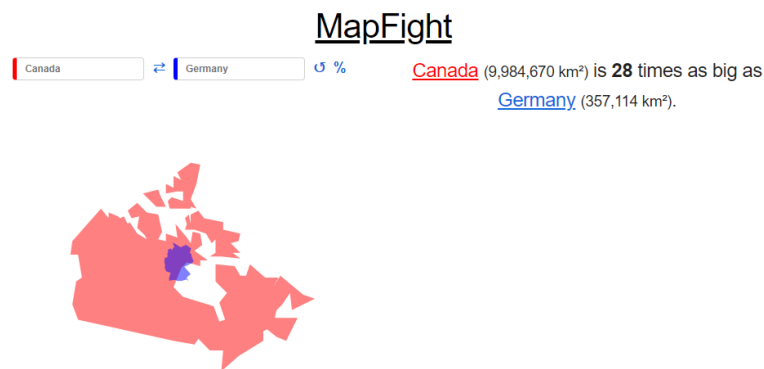 MapFight
Canada ⇄ Germany ↺ %
Canada (9,984,670 km²) is 28 times as big as
Germany (357,114 km²).